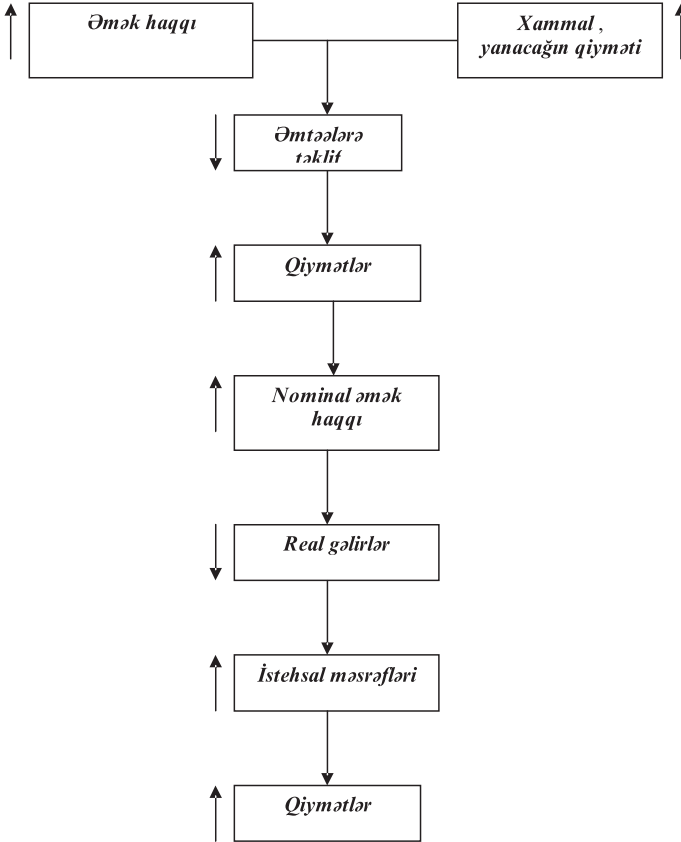 Əmək haqqı
Xammal ,
yanacağın qiyməti
Əmtəələrə
təklif
Qiymətlər
Nominal əmək
haqqı
Real gəlirlər
İstehsal məsrəfləri
Qiymətlər